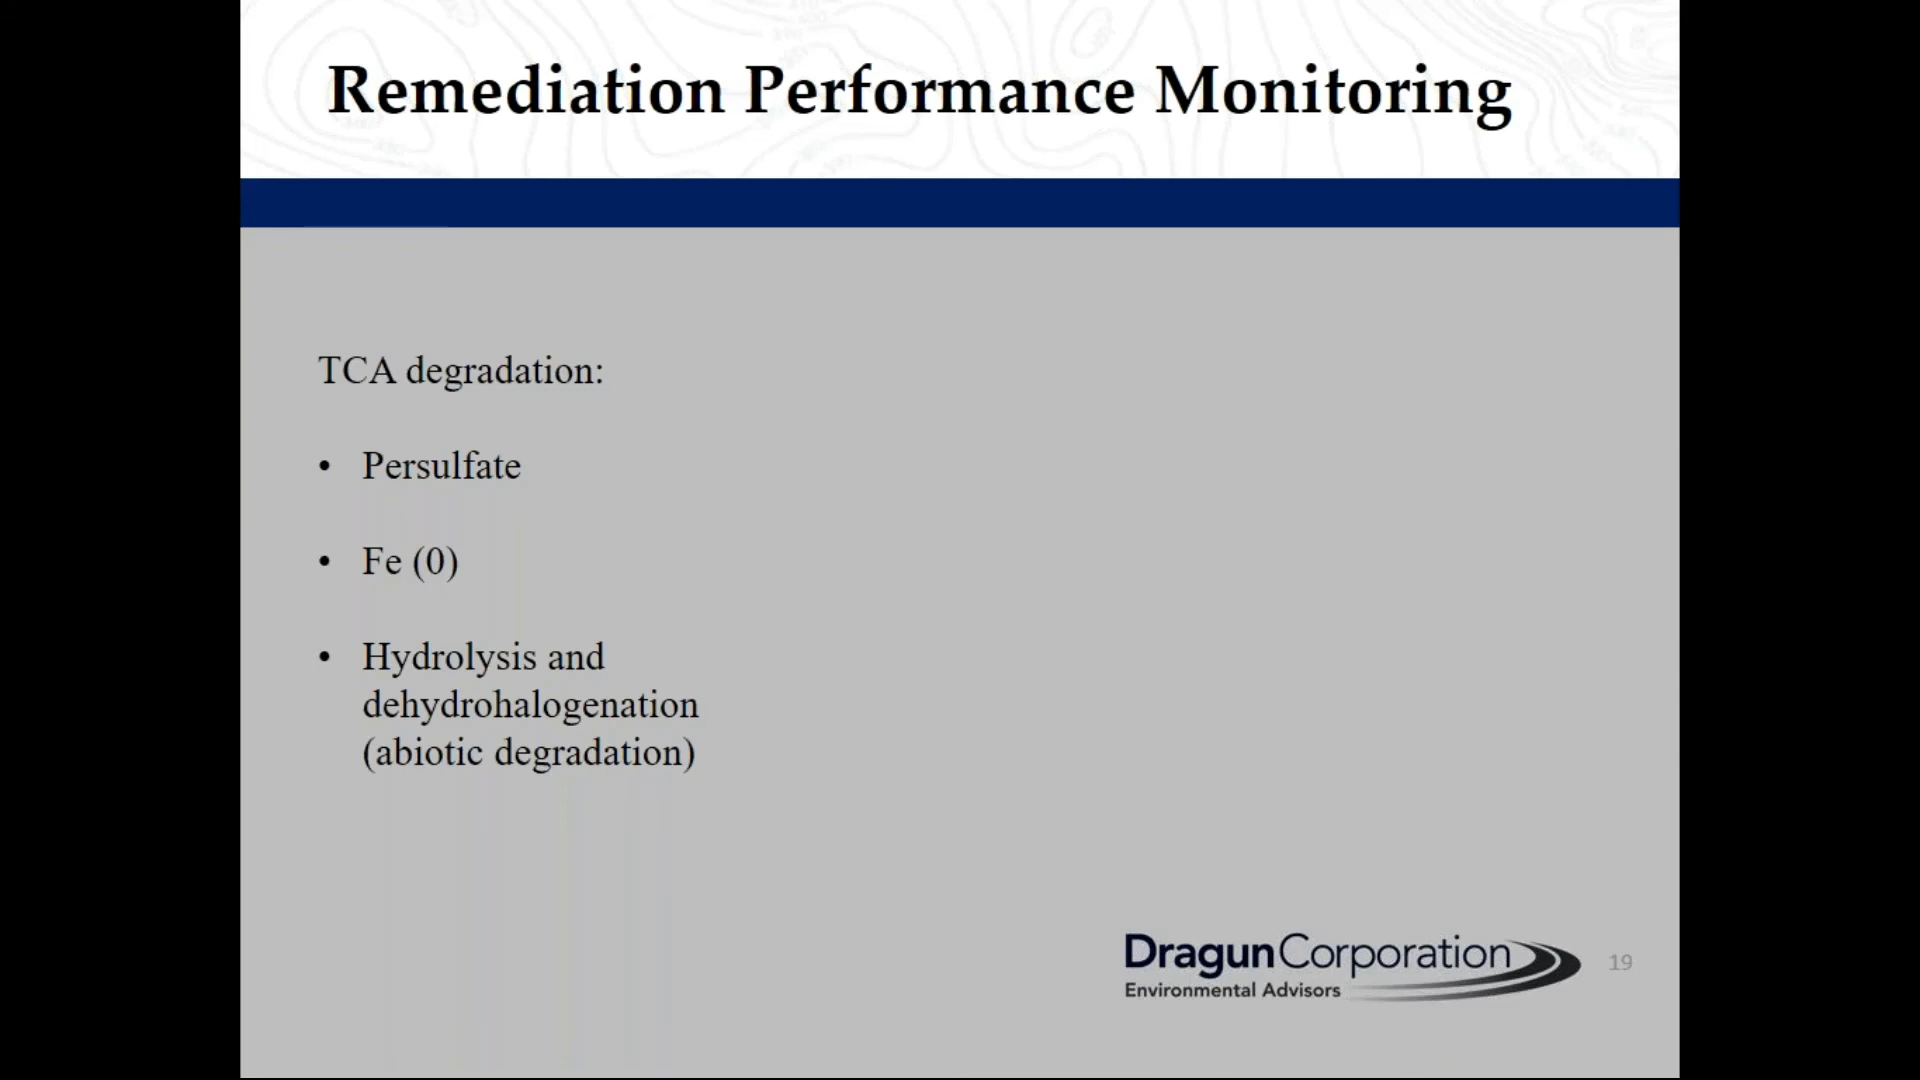 Remediation Performance Monitoring
TCA degradation:
• Persulfate
• Fe (0)
• Hydrolysis and
dehydrohalogenation
(abiotic degradation)
DragunCorporation
Environmental Advisors
19